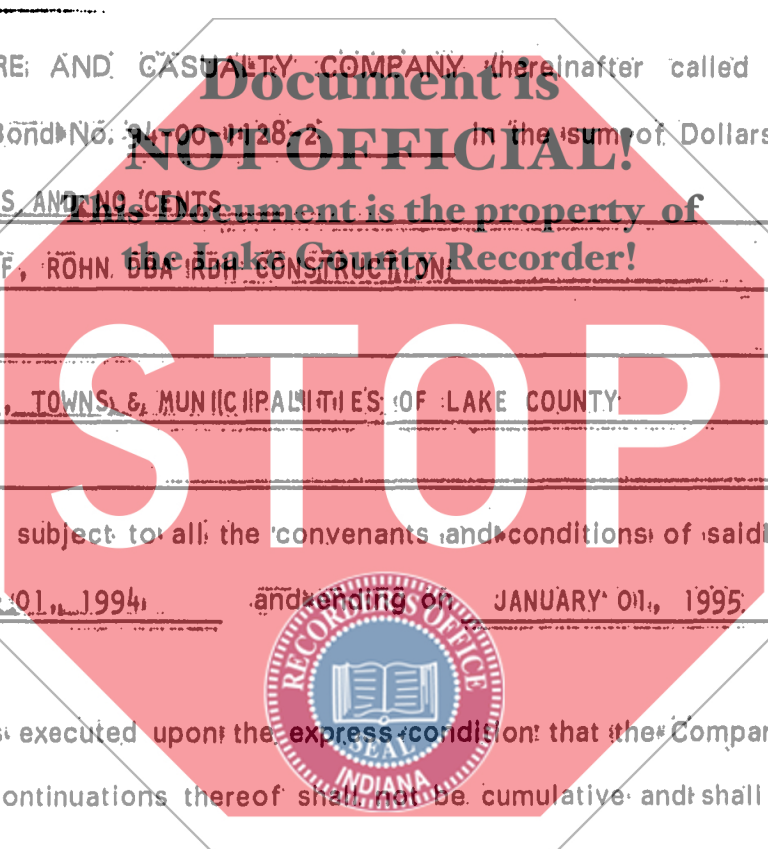 RE AND CASUALTY COMPANY (hereinafter called
Document is
Bond No. 94-00-1128-2 in the sum of Dollars
NOT OFFICIAL!
S AND NO CENTS
This Document is the property of
the Lake County Recorder!
F. ROHN DBA RDH CONSTRUCTION
STOP
, TOWNS & MUNICIPALITIES OF LAKE COUNTY
subject to all the convenants and conditions of said
01, 1994 and ending on JANUARY 01, 1995
RECORDER'S OFFICE
SEAL
INDIANA
executed upon the express condition that the Compan
ontinuations thereof shall not be cumulative and shall